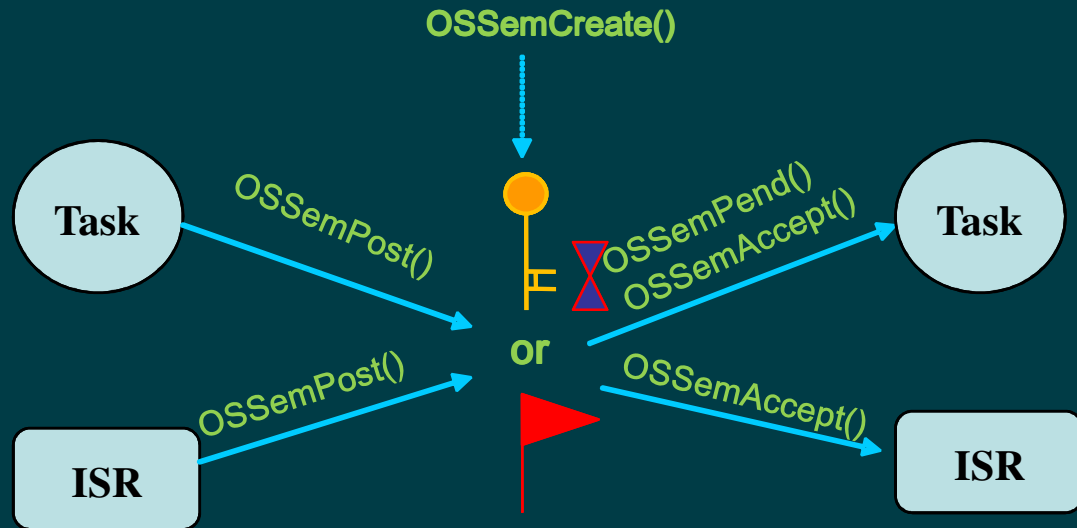 OSSemCreate()
Task
OSSemPost()
OSSemPend()
OSSemAccept()
Task
or
OSSemPost()
OSSemAccept()
ISR
ISR